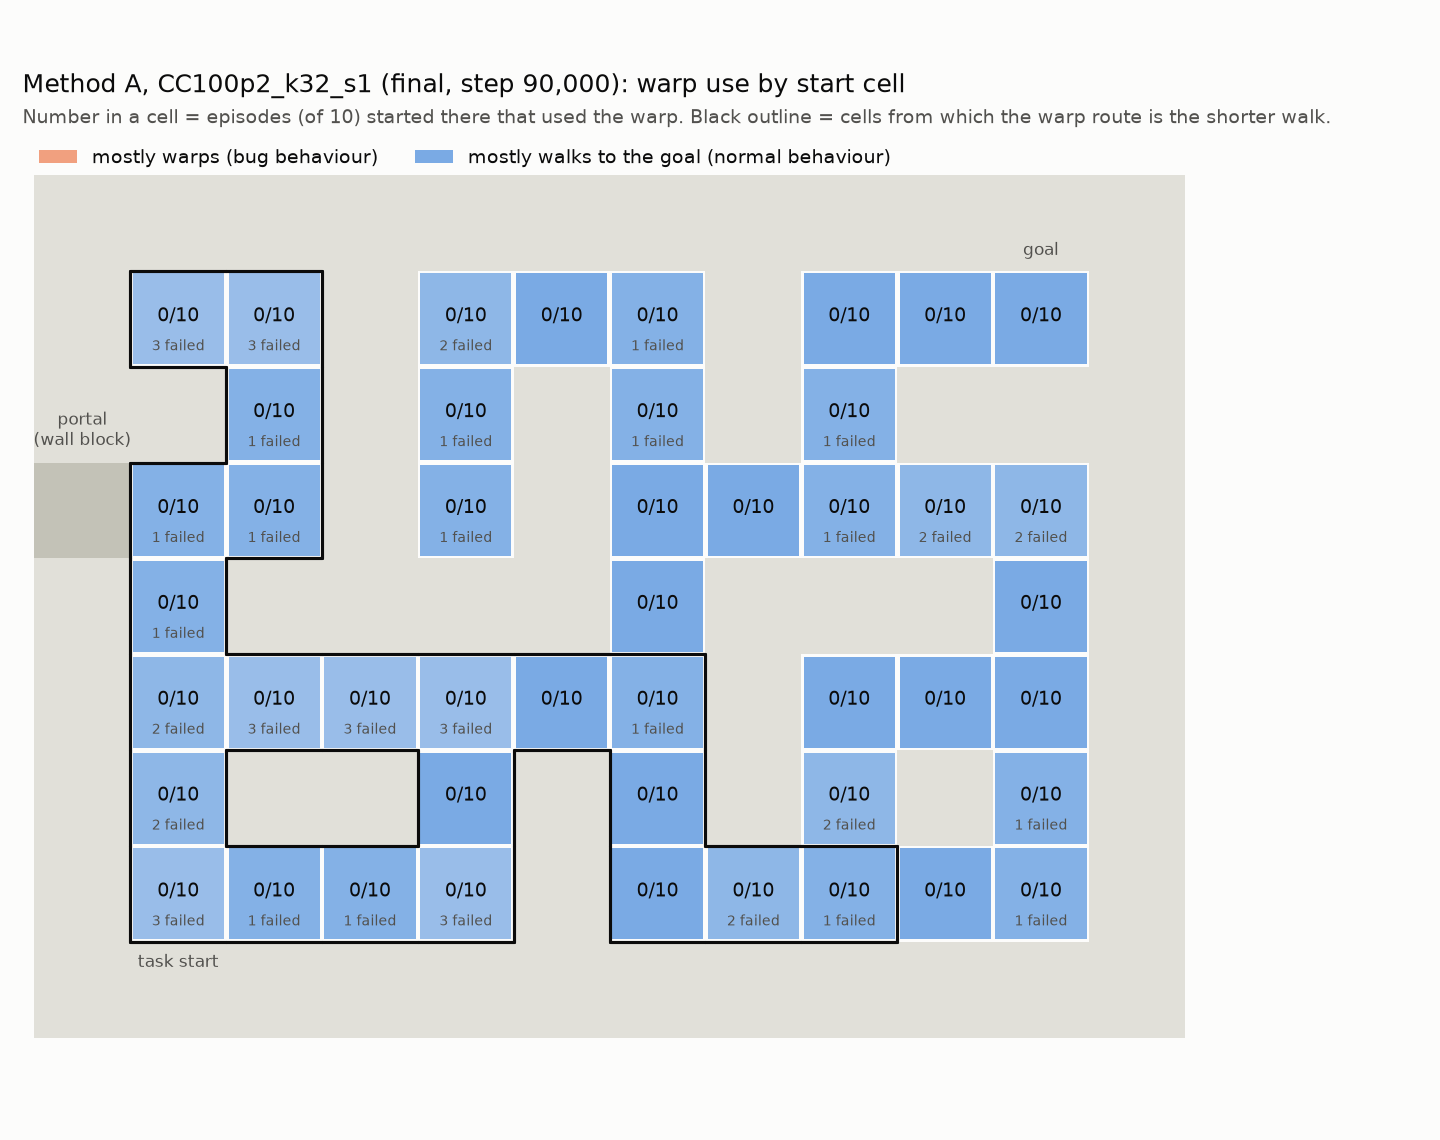 Method A, CC100p2_k32_s1 (final, step 90,000): warp use by start cell
Number in a cell = episodes (of 10) started there that used the warp. Black outline = cells from which the warp route is the shorter walk.
mostly warps (bug behaviour) mostly walks to the goal (normal behaviour)
goal
0/10 0/10 0/10 0/10 0/10 0/10 0/10 0/10
3 failed 3 failed 2 failed 1 failed
0/10 0/10 0/10 0/10
portal
(wall block) 1 failed 1 failed 1 failed 1 failed
0/10 0/10 0/10 0/10 0/10 0/10 0/10 0/10
1 failed 1 failed 1 failed 1 failed 2 failed 2 failed
0/10 0/10 0/10
1 failed
0/10 0/10 0/10 0/10 0/10 0/10 0/10 0/10 0/10
2 failed 3 failed 3 failed 3 failed 1 failed
0/10 0/10 0/10 0/10 0/10
2 failed 2 failed 1 failed
0/10 0/10 0/10 0/10 0/10 0/10 0/10 0/10 0/10
3 failed 1 failed 1 failed 3 failed 2 failed 1 failed 1 failed
task start